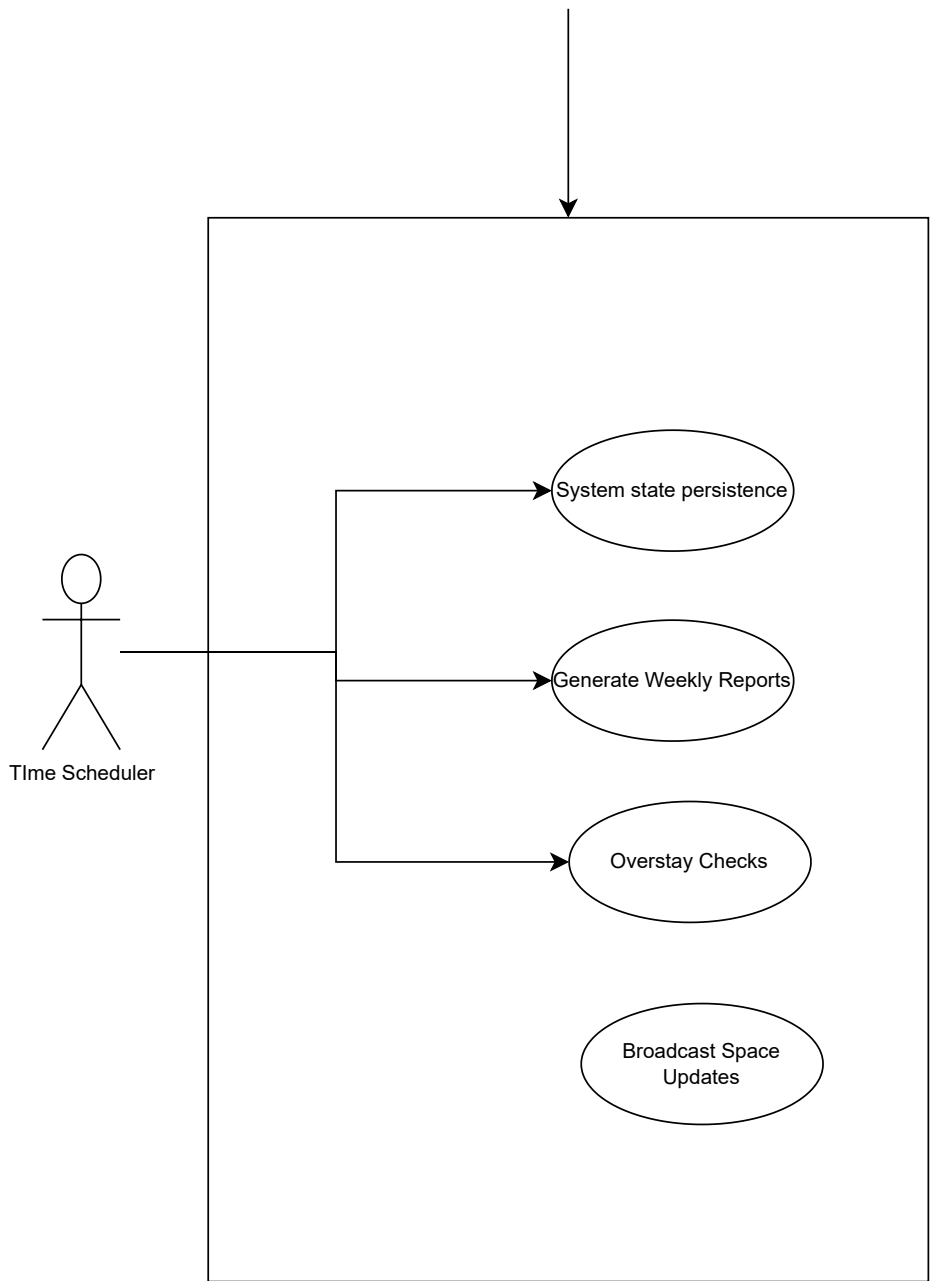 System state persistence
Generate Weekly Reports
TIme Scheduler
Overstay Checks
Broadcast Space
Updates